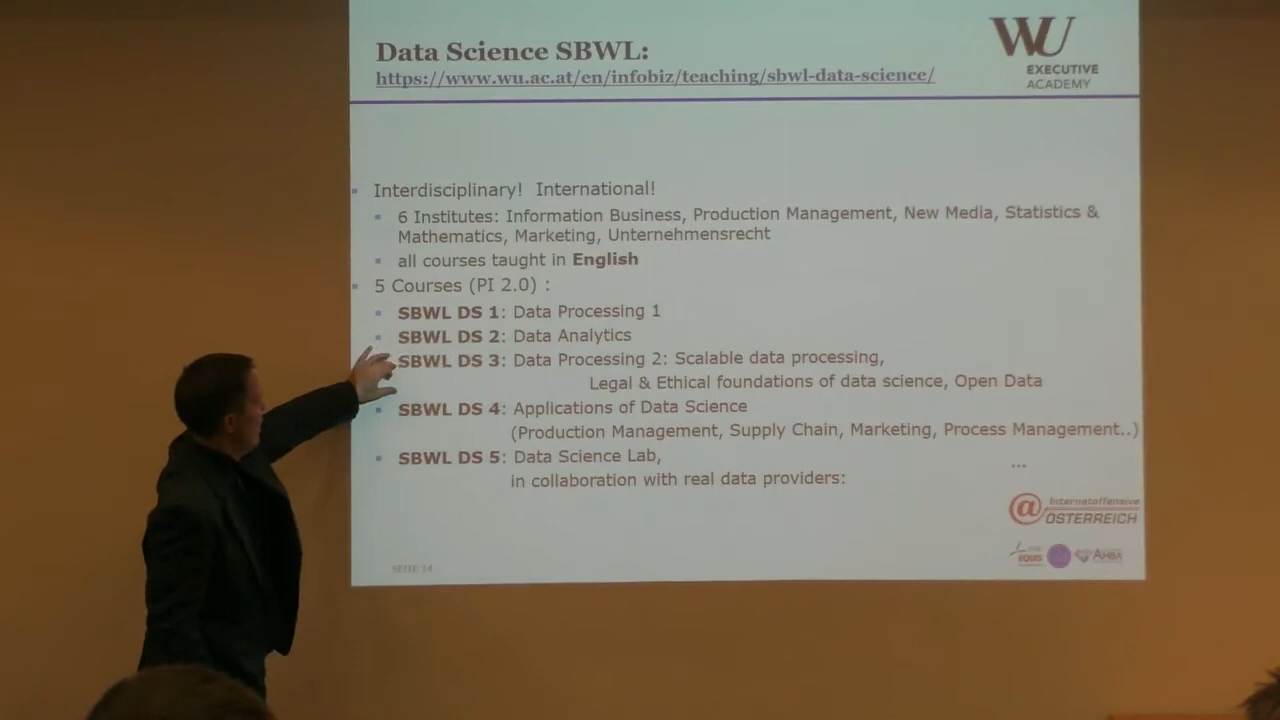 Data Science SBWL:
https://www.wu.ac.at/en/infobiz/teaching/sbwl-data-science/
WU
EXECUTIVE
ACADEMY
Interdisciplinary! International!
6 Institutes: Information Business, Production Management, New Media, Statistics &
Mathematics, Marketing, Unternehmensrecht
all courses taught in English
5 Courses (PI 2.0) :
SBWL DS 1: Data Processing 1
SBWL DS 2: Data Analytics
SBWL DS 3: Data Processing 2: Scalable data processing,
Legal & Ethical foundations of data science, Open Data
SBWL DS 4: Applications of Data Science
(Production Management, Supply Chain, Marketing, Process Management..)
SBWL DS 5: Data Science Lab,
in collaboration with real data providers:
...
@ Internetoffensive
ÖSTERREICH
EQUIS
AMBA
SEITE 14